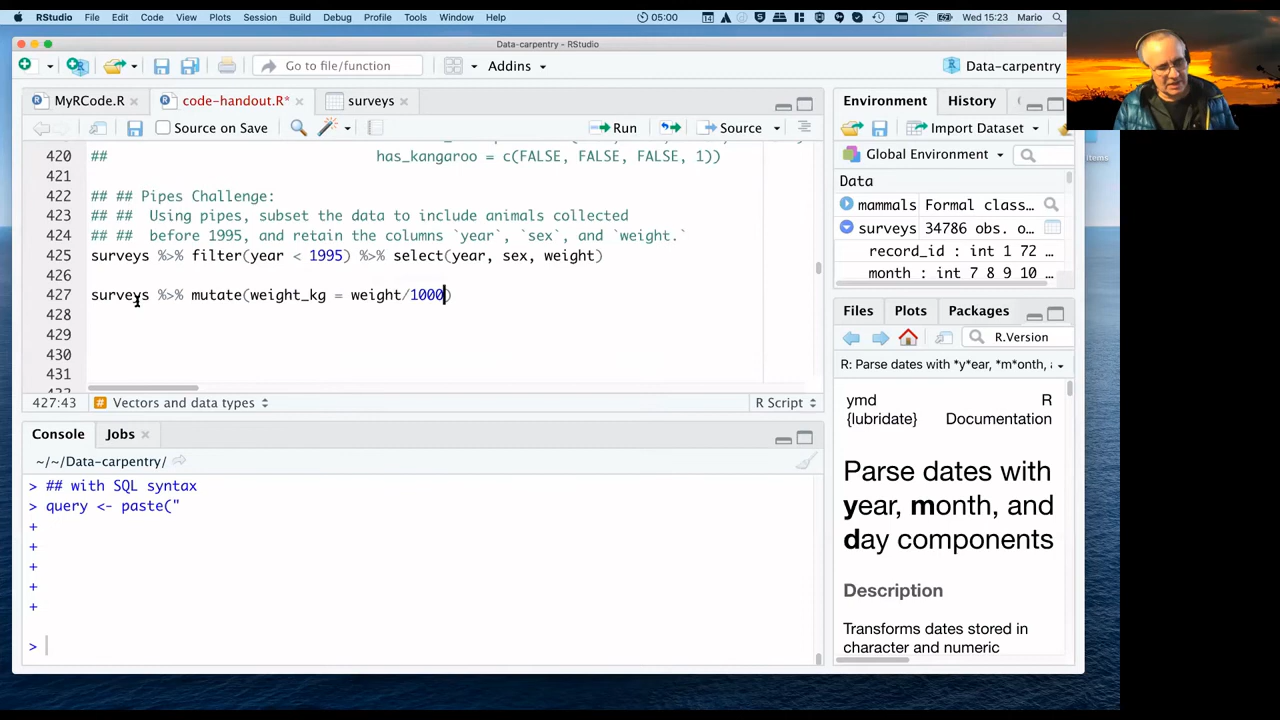 RStudio File Edit Code View Plots Session Build Debug Profile Tools Window Help 05:00 14 Wed 15:23 Mario
Data-carpentry - RStudio
Go to file/function Addins Data-carpentry
MyRCode.R code-handout.R* surveys
Source on Save Run Source
420 ## has_kangaroo = c(FALSE, FALSE, FALSE, 1))
421
422 ## ## Pipes Challenge:
423 ## ##  Using pipes, subset the data to include animals collected
424 ## ##  before 1995, and retain the columns `year`, `sex`, and `weight.`
425 surveys %>% filter(year < 1995) %>% select(year, sex, weight)
426
427 surveys %>% mutate(weight_kg = weight/1000)
428
429
430
431
427:43 Vectors and data types R Script
Console Jobs
~/~/Data-carpentry/
> ## with SQL syntax
> query <- paste("
+
+
+
+
+
>
Environment History
Import Dataset
Global Environment
Data
mammals Formal class…
surveys 34786 obs. o…
record_id : int 1 72
month : int 7 8 9 10
Files Plots Packages
R.Version
R: Parse dates with *y*ear, *m*onth, a
ymd R
{lubridate} Documentation
Parse dates with
year, month, and
day components
Description
Transforms dates stored in
character and numeric
items